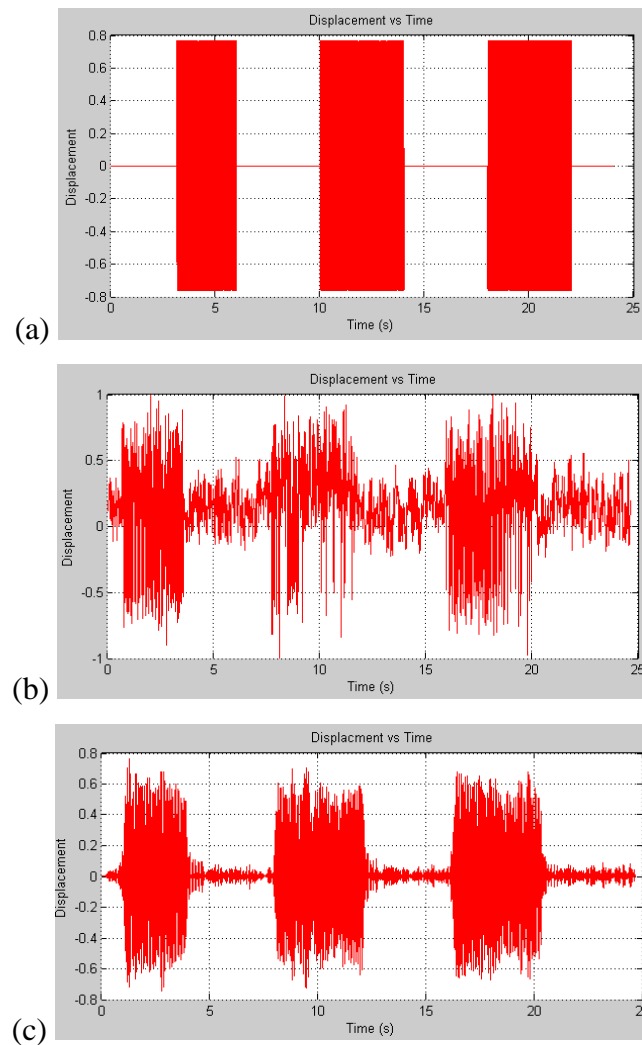 Displacement vs Time
0.8
0.6
0.4
0.2
0
-0.2
-0.4
-0.6
-0.8
Displacement
0 5 10 15 20 25
Time (s)
(a)
Displacement vs Time
1
0.5
0
-0.5
-1
Displacement
0 5 10 15 20 25
Time (s)
(b)
Displacment vs Time
0.8
0.6
0.4
0.2
0
-0.2
-0.4
-0.6
-0.8
Displacement
0 5 10 15 20 2
Time (s)
(c)